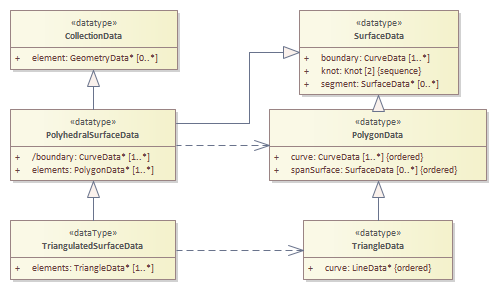 «datatype»
CollectionData
+ element: GeometryData* [0..*]
«datatype»
SurfaceData
+ boundary: CurveData [1..*]
+ knot: Knot [2] {sequence}
+ segment: SurfaceData* [0..*]
«datatype»
PolyhedralSurfaceData
+ /boundary: CurveData* [1..*]
+ elements: PolygonData* [1..*]
«datatype»
PolygonData
+ curve: CurveData [1..*] {ordered}
+ spanSurface: SurfaceData [0..*] {ordered}
«dataType»
TriangulatedSurfaceData
+ elements: TriangleData* [1..*]
«datatype»
TriangleData
+ curve: LineData* {ordered}